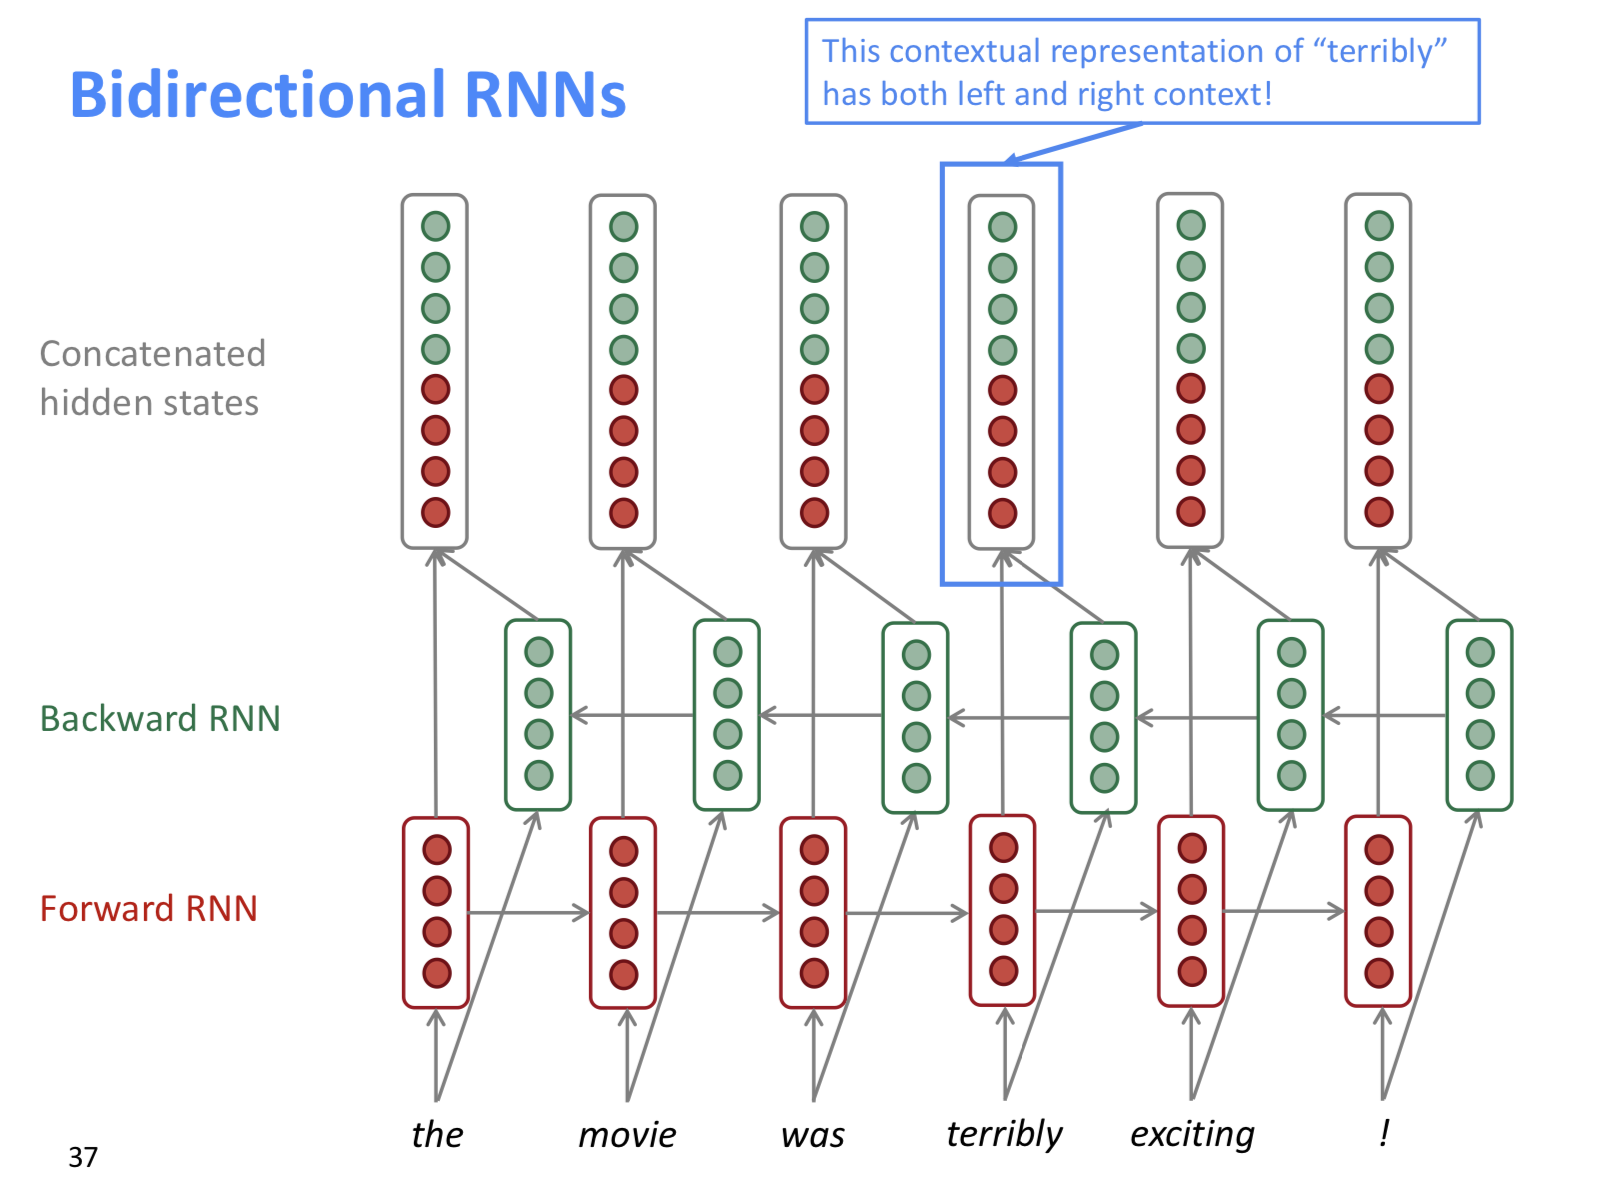 Bidirectional RNNs
This contextual representation of “terribly”
has both left and right context!
Concatenated
hidden states
Backward RNN
Forward RNN
the movie was terribly exciting !
37